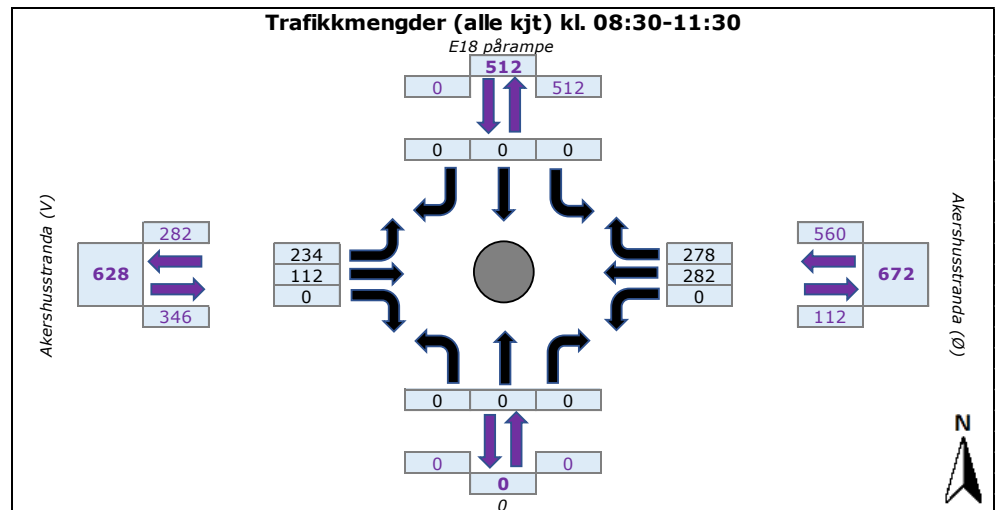 Trafikkmengder (alle kjt) kl. 08:30-11:30
E18 pårampe
512
0 512
0 0 0
Akershusstranda (V)
282
628
346
234
112
0
278
282
0
560
672
112
Akershusstranda (Ø)
0 0 0
0 0
0
0
N